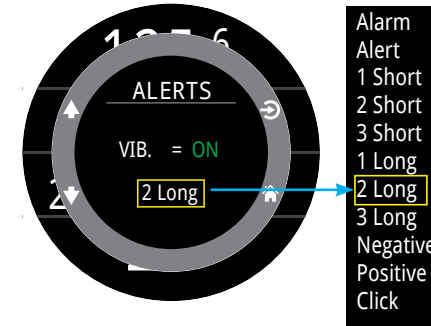 ALERTS
VIB. = ON
2 Long
Alarm
Alert
1 Short
2 Short
3 Short
1 Long
2 Long
3 Long
Negative
Positive
Click